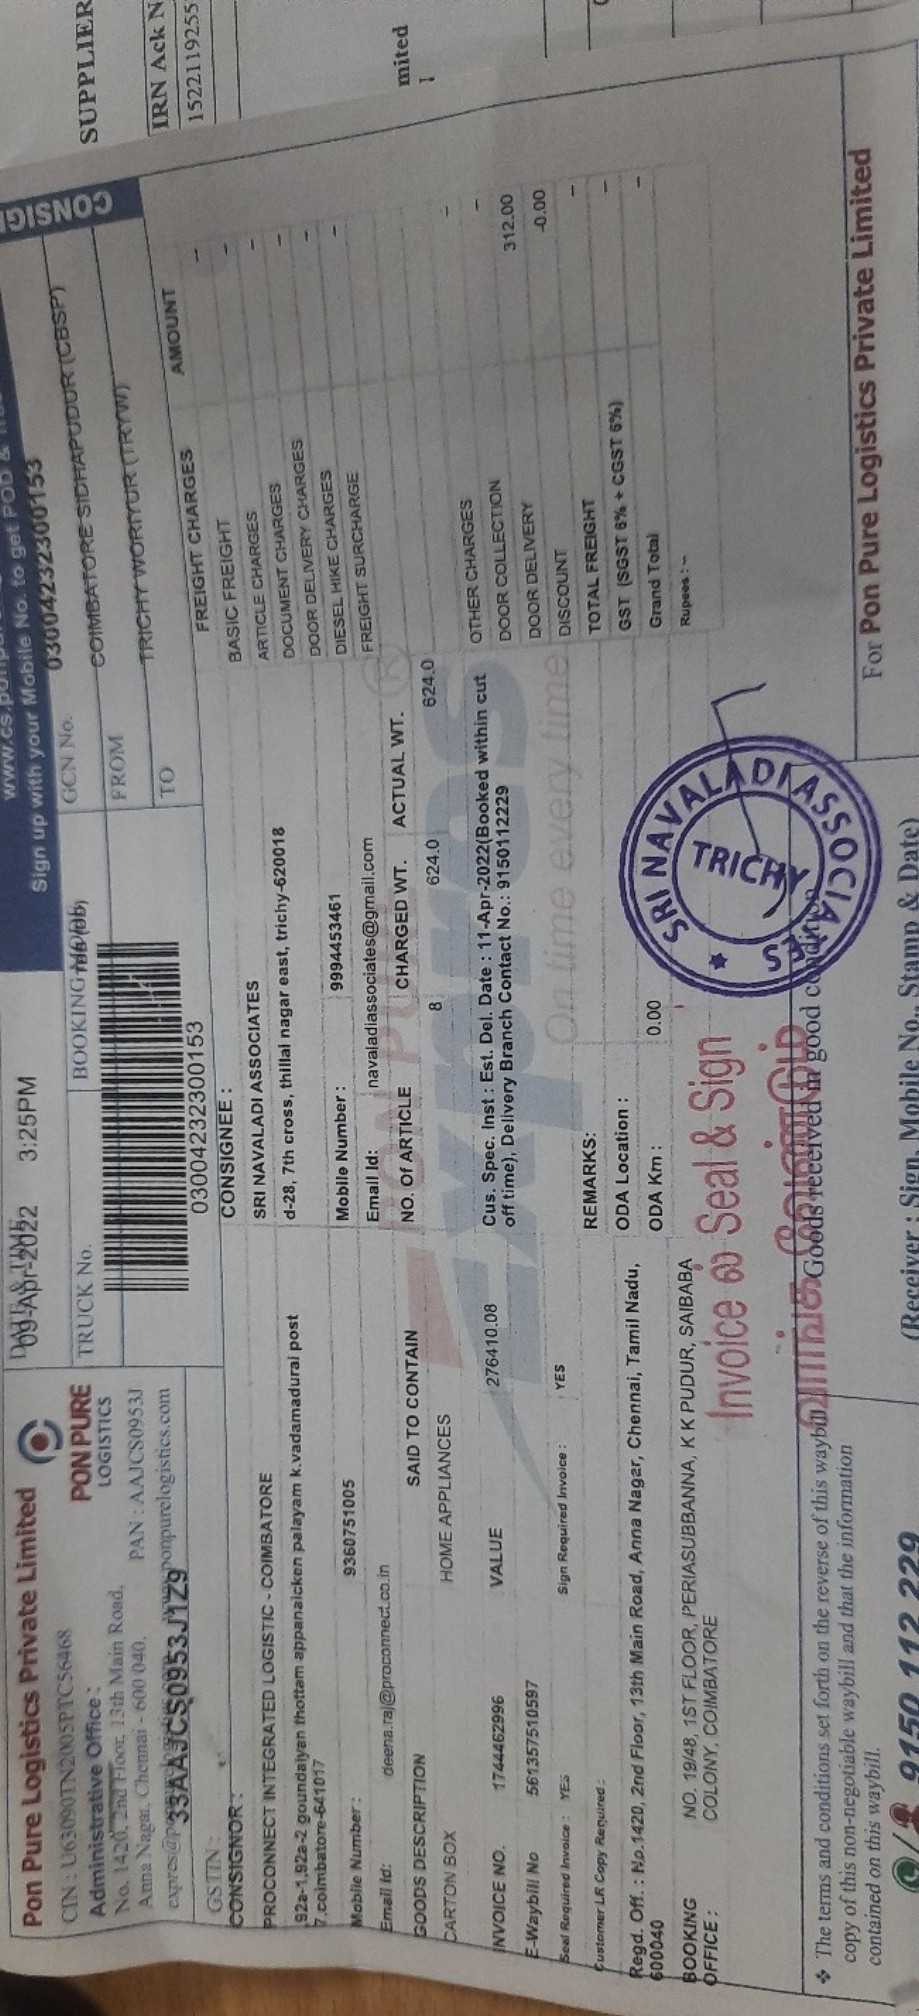 SUPPLIER
IRN Ack N
1522119255
mited
CONSIG
Sign up with your Mobile No. to get POD &
Pon Pure Logistics Private Limited
CIN : U63090TN2005PTC56468
PON PURE
LOGISTICS
Administrative Office :
No. 1420, 2nd Floor, 13th Main Road,
Anna Nagar, Chennai - 600 040.
PAN : AAJCS0953J
GSTIN :
33AAJCS0953J1Z9
09-Apr-2022 3:25PM
TRUCK No.
BOOKING
03004232300153
GCN No.
03004232300153
FROM
COIMBATORE SIDHAPUDUR (CBSP)
TO
TRICHY WORIYUR (TRYW)
CONSIGNOR :
PROCONNECT INTEGRATED LOGISTIC - COIMBATORE
92a-1,92a-2 goundaiyan thottam appanaicken palayam k.vadamadurai post
7,coimbatore-641017
Mobile Number : 9360751005
Email Id: deena.raj@proconnect.co.in
CONSIGNEE :
SRI NAVALADI ASSOCIATES
d-28, 7th cross, thillai nagar east, trichy-620018
Mobile Number : 9994453461
Email Id: navaladiassociates@gmail.com
GOODS DESCRIPTION SAID TO CONTAIN NO. Of ARTICLE CHARGED WT. ACTUAL WT.
CARTON BOX HOME APPLIANCES 8 624.0 624.0
INVOICE NO. 1744462996 VALUE 276410.08
E-Waybill No 561357510597
Seal Required Invoice : YES Sign Required Invoice : YES
Customer LR Copy Required :
Cus. Spec. Inst : Est. Del. Date : 11-Apr-2022(Booked within cut
off time), Delivery Branch Contact No.: 9150112229
REMARKS:
ODA Location :
ODA Km : 0.00
Regd. Off. : No.1420, 2nd Floor, 13th Main Road, Anna Nagar, Chennai, Tamil Nadu,
600040
BOOKING OFFICE : NO. 19/48, 1ST FLOOR, PERIASUBBANNA, K K PUDUR, SAIBABA
COLONY, COIMBATORE
FREIGHT CHARGES AMOUNT
BASIC FREIGHT -
ARTICLE CHARGES -
DOCUMENT CHARGES -
DOOR DELIVERY CHARGES -
DIESEL HIKE CHARGES -
FREIGHT SURCHARGE -
OTHER CHARGES -
DOOR COLLECTION -
DOOR DELIVERY 312.00
DISCOUNT -0.00
TOTAL FREIGHT -
GST (SGST 6% + CGST 6%) -
Grand Total -
Rupees : -
PON PURE
Xpress
On time every time
Invoice ல் Seal & Sign
SRI NAVALADI ASSOCIATES
TRICHY
❖ The terms and conditions set forth on the reverse of this waybill
copy of this non-negotiable waybill and that the information
contained on this waybill.
Goods received in good condition
For Pon Pure Logistics Private Limited
(Receiver : Sign, Mobile No., Stamp & Date)
9150 112 229